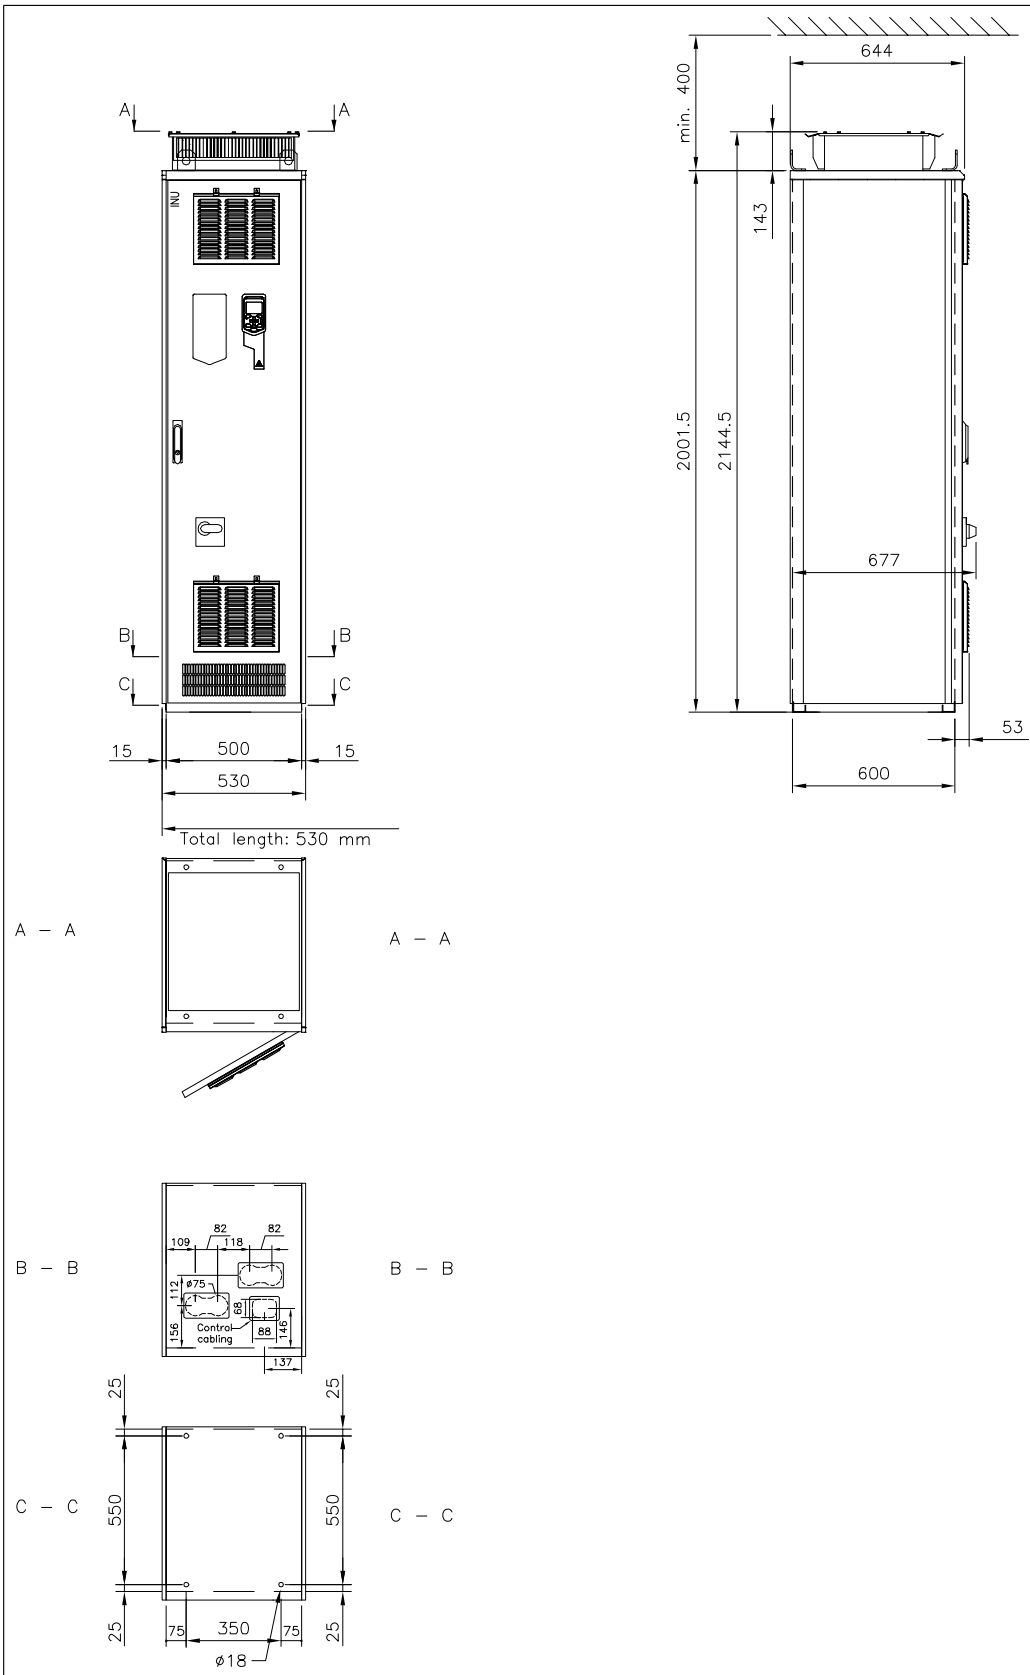 644
min. 400
143
A
A
INU
2001.5
2144.5
677
B
B
C
C
53
15
500
15
530
600
Total length: 530 mm
A – A
A – A
82
82
109
118
B – B
B – B
ø75
112
68
Control
cabling
88
156
146
137
25
25
C – C
550
550
C – C
25
75
350
75
25
ø18